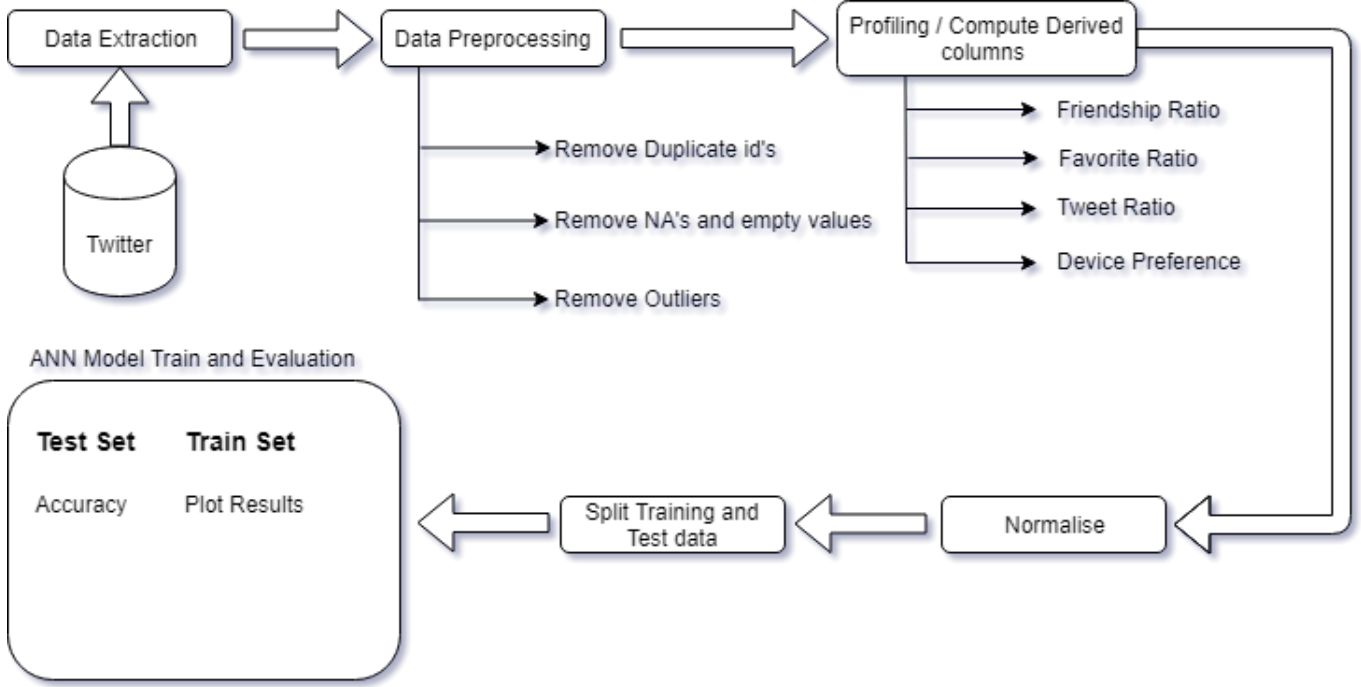 Data Extraction
Data Preprocessing
Profiling / Compute Derived
columns
Friendship Ratio
Favorite Ratio
Tweet Ratio
Device Preference
Remove Duplicate id's
Remove NA's and empty values
Remove Outliers
Twitter
ANN Model Train and Evaluation
Test Set
Train Set
Accuracy
Plot Results
Split Training and
Test data
Normalise